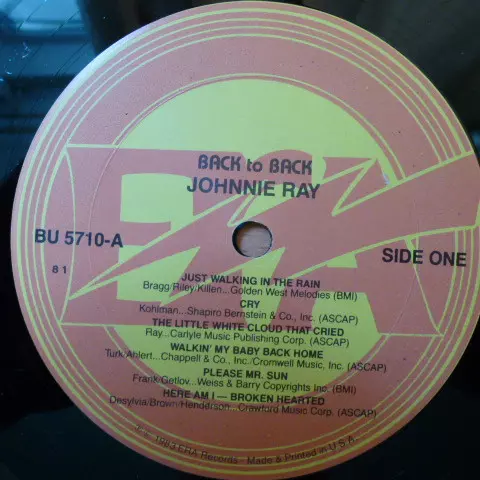 BACK to BACK
JOHNNIE RAY
BU 5710-A
SIDE ONE
81
ERA
JUST WALKING IN THE RAIN
Bragg/Riley/Killen...Golden West Melodies (BMI)
CRY
Kohlman...Shapiro Bernstein & Co., Inc. (ASCAP)
THE LITTLE WHITE CLOUD THAT CRIED
Ray...Carlyle Music Publishing Corp. (ASCAP)
WALKIN' MY BABY BACK HOME
Turk/Ahlert...Chappell & Co., Inc./Cromwell Music, Inc. (ASCAP)
PLEASE MR. SUN
Frank/Getlov...Weiss & Barry Copyrights Inc. (BMI)
HERE AM I — BROKEN HEARTED
Desylvia/Brown/Henderson...Crawford Music Corp. (ASCAP)
1983 ERA Records - Made & Printed in U.S.A.